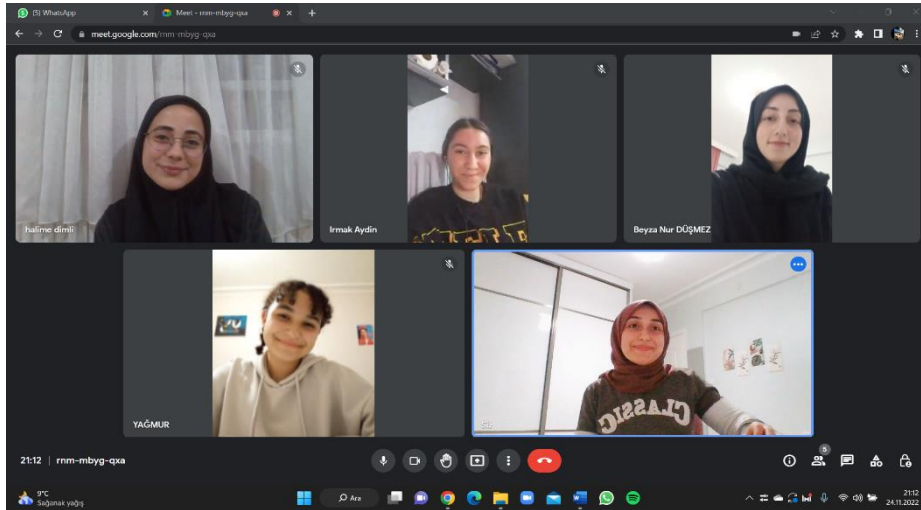 (5) WhatsApp
Meet - rnm-mbyg-qxa
meet.google.com/rnm-mbyg-qxa
halime dimli
Irmak Aydin
Beyza Nur DÜŞMEZ
YAĞMUR
Siz
CLASSIC
21:12 | rnm-mbyg-qxa
5
9°C
Sağanak yağış
Ara
21:12
24.11.2022